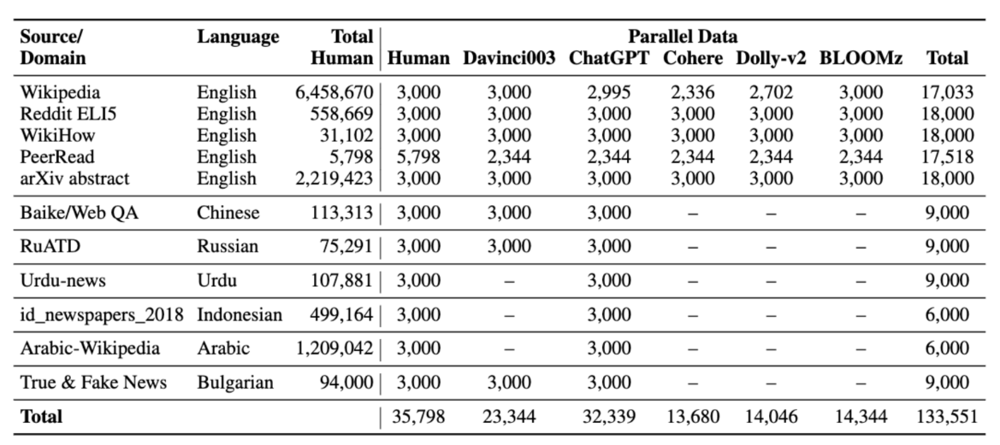 Source/ Language Total Parallel Data
Domain Human Human Davinci003 ChatGPT Cohere Dolly-v2 BLOOMz Total
Wikipedia English 6,458,670 3,000 3,000 2,995 2,336 2,702 3,000 17,033
Reddit ELI5 English 558,669 3,000 3,000 3,000 3,000 3,000 3,000 18,000
WikiHow English 31,102 3,000 3,000 3,000 3,000 3,000 3,000 18,000
PeerRead English 5,798 5,798 2,344 2,344 2,344 2,344 2,344 17,518
arXiv abstract English 2,219,423 3,000 3,000 3,000 3,000 3,000 3,000 18,000
Baike/Web QA Chinese 113,313 3,000 3,000 3,000 – – – 9,000
RuATD Russian 75,291 3,000 3,000 3,000 – – – 9,000
Urdu-news Urdu 107,881 3,000 – 3,000 – – – 9,000
id_newspapers_2018 Indonesian 499,164 3,000 – 3,000 – – – 6,000
Arabic-Wikipedia Arabic 1,209,042 3,000 – 3,000 – – – 6,000
True & Fake News Bulgarian 94,000 3,000 3,000 3,000 – – – 9,000
Total 35,798 23,344 32,339 13,680 14,046 14,344 133,551